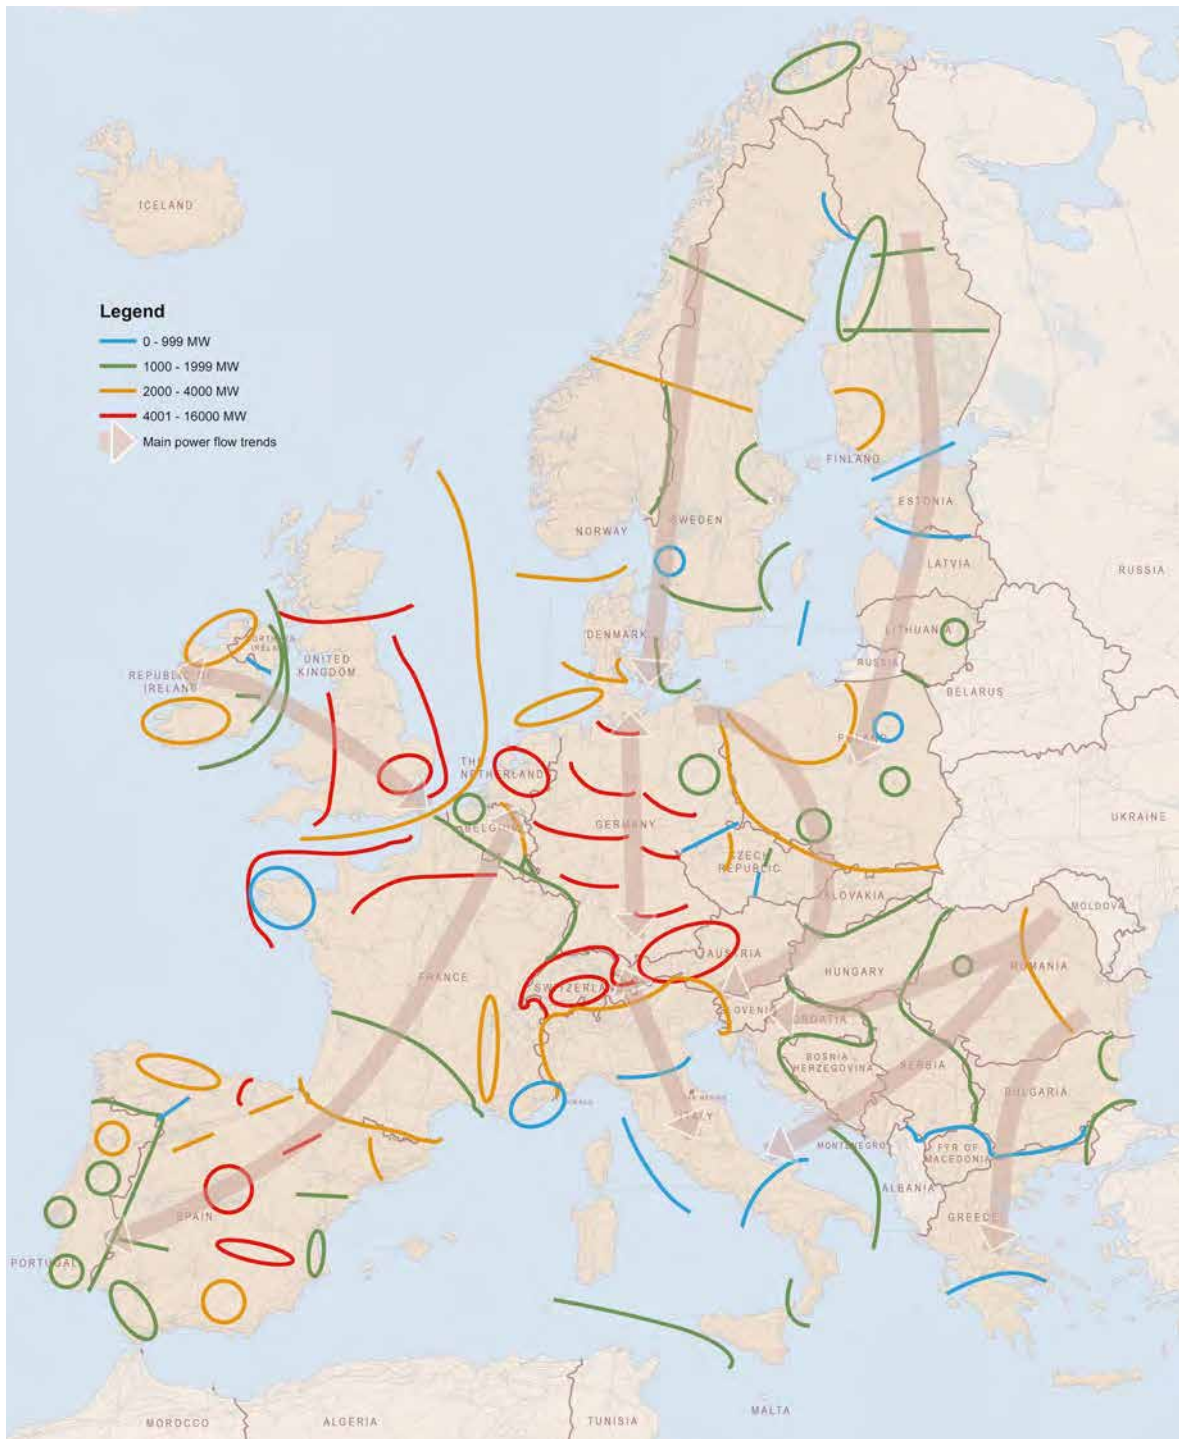 ICELAND
Legend
0 - 999 MW
1000 - 1999 MW
2000 - 4000 MW
4001 - 16000 MW
Main power flow trends
FINLAND
ESTONIA
NORWAY
SWEDEN
LATVIA
RUSSIA
DENMARK
LITHUANIA
NORTHERN
IRELAND
UNITED
KINGDOM
REPUBLIC OF
IRELAND
RUSSIA
BELARUS
POLAND
THE
NETHERLANDS
BELGIUM
GERMANY
UKRAINE
CZECH
REPUBLIC
SLOVAKIA
MOLDOVA
AUSTRIA
FRANCE
SWITZERLAND
HUNGARY
RUMANIA
SLOVENIA
CROATIA
BOSNIA
HERZEGOVINA
SERBIA
BULGARIA
ITALY
MONTENEGRO
FYR OF
MACEDONIA
ALBANIA
SPAIN
GREECE
PORTUGAL
MALTA
MOROCCO
ALGERIA
TUNISIA